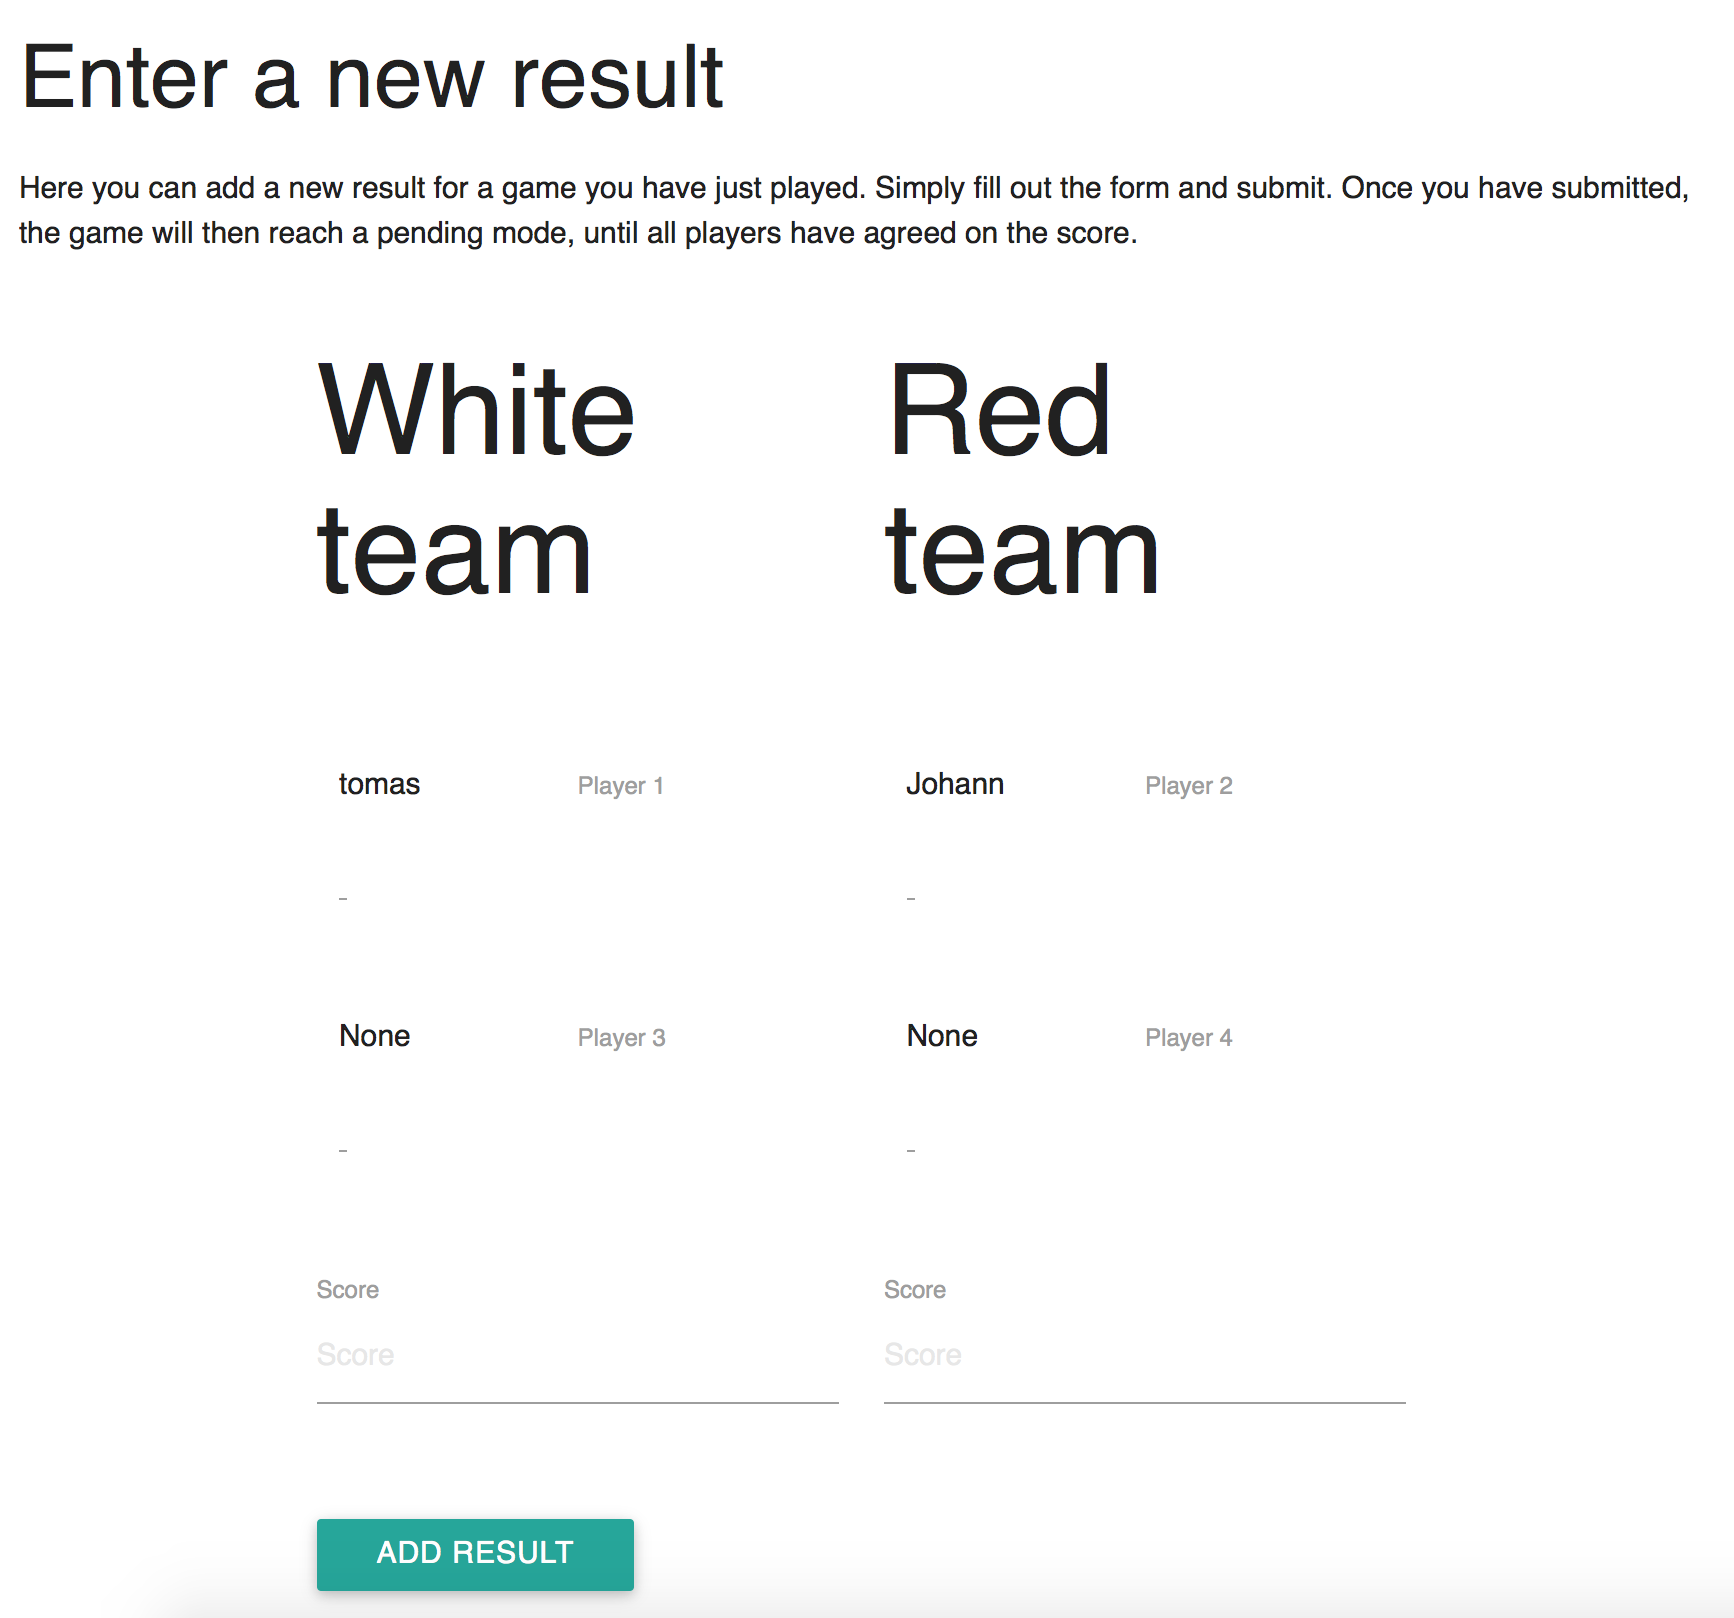 Enter a new result
Here you can add a new result for a game you have just played. Simply fill out the form and submit. Once you have submitted,
the game will then reach a pending mode, until all players have agreed on the score.
White
team
Red
team
tomas Player 1 Johann Player 2
- -
None Player 3 None Player 4
- -
Score Score
Score Score
ADD RESULT